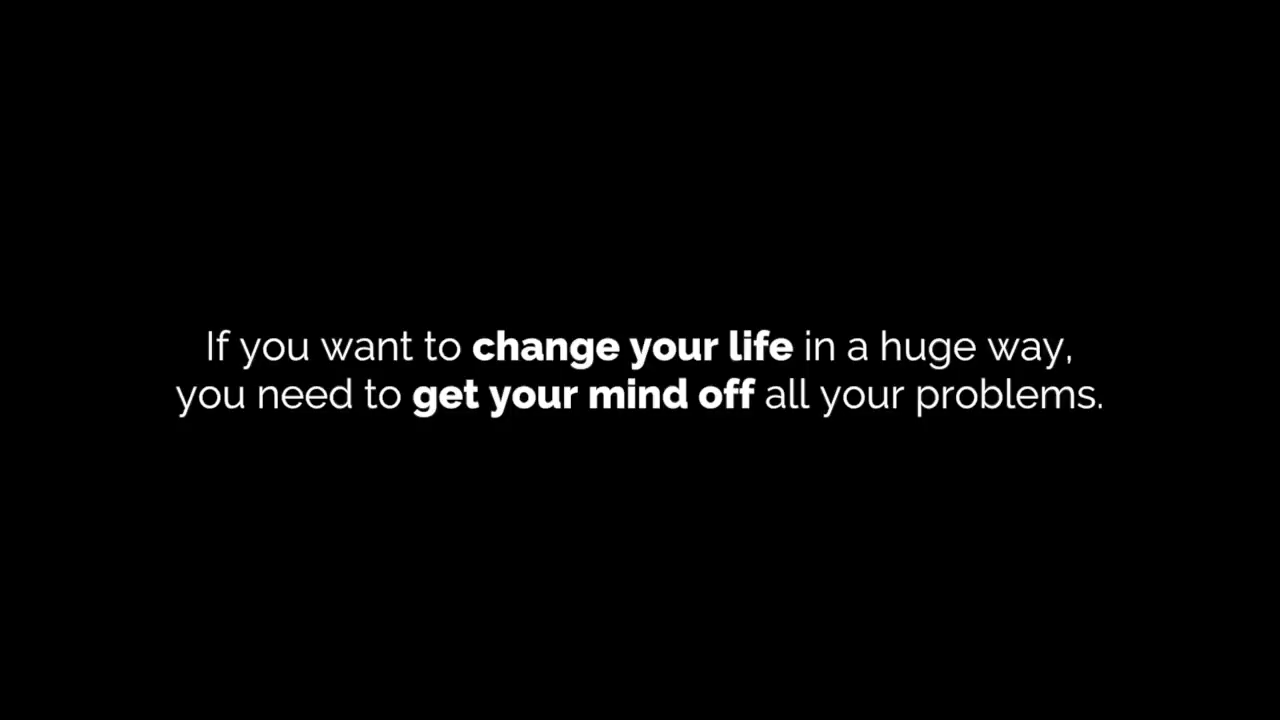 If you want to change your life in a huge way,
you need to get your mind off all your problems.